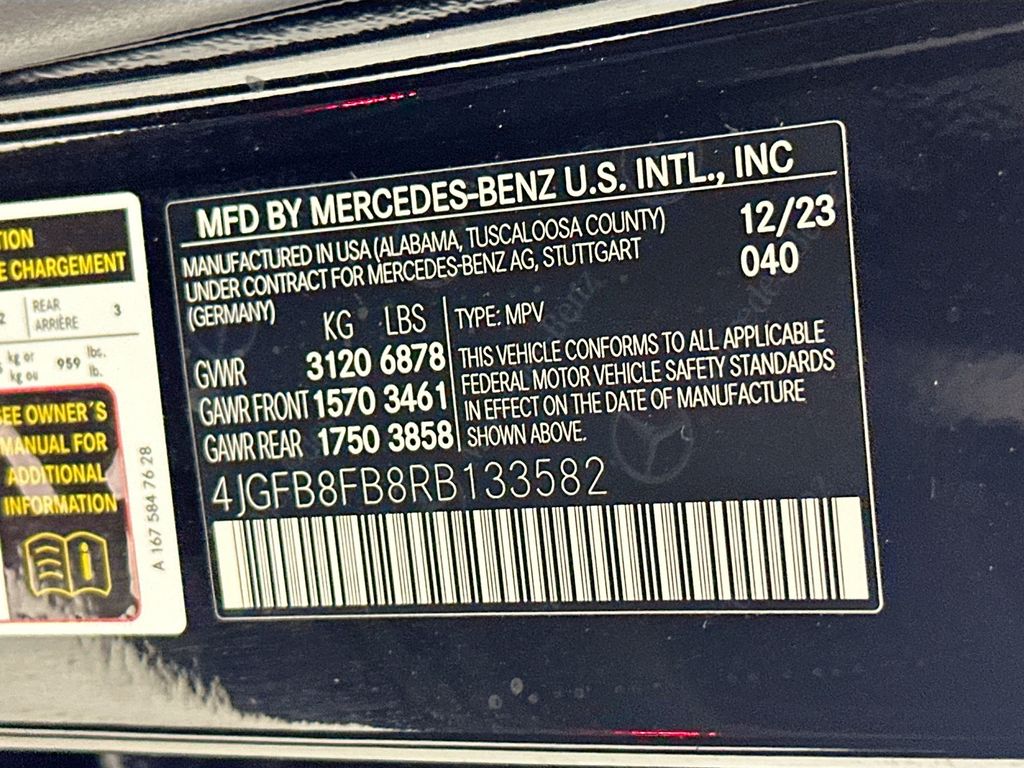 TION
E CHARGEMENT
2 REAR ARRIÈRE 3
kg or
kg ou 959 lbs. lb.
SEE OWNER´S
MANUAL FOR
ADDITIONAL
INFORMATION
A 167 584 76 28
MFD BY MERCEDES-BENZ U.S. INTL., INC
MANUFACTURED IN USA (ALABAMA, TUSCALOOSA COUNTY) 12/23
UNDER CONTRACT FOR MERCEDES-BENZ AG, STUTTGART 040
(GERMANY)
KG LBS
GVWR 3120 6878
GAWR FRONT 1570 3461
GAWR REAR 1750 3858
TYPE: MPV
THIS VEHICLE CONFORMS TO ALL APPLICABLE
FEDERAL MOTOR VEHICLE SAFETY STANDARDS
IN EFFECT ON THE DATE OF MANUFACTURE
SHOWN ABOVE.
4JGFB8FB8RB133582